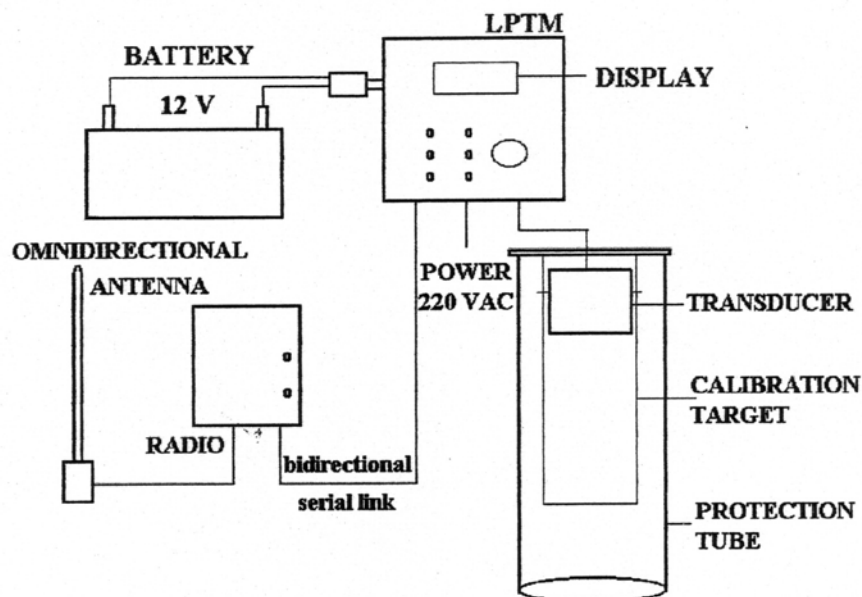 LPTM
BATTERY
12 V
DISPLAY
OMNIDIRECTIONAL
ANTENNA
POWER
220 VAC
TRANSDUCER
CALIBRATION
TARGET
RADIO
bidirectional
serial link
PROTECTION
TUBE